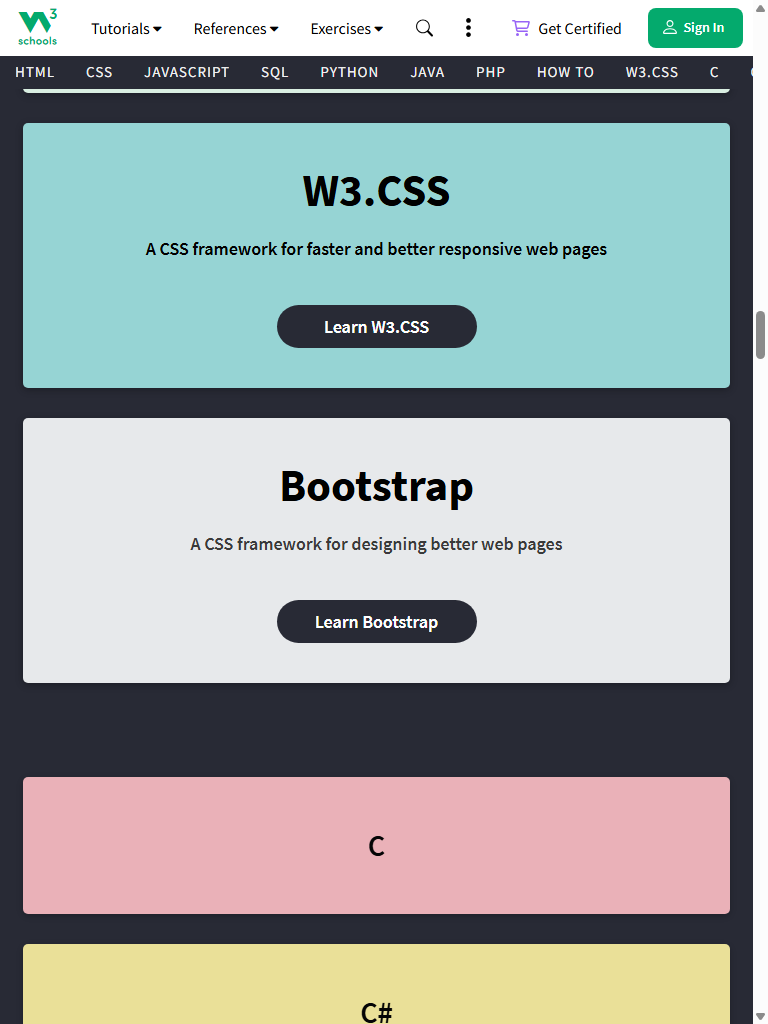 3
schools
Tutorials
References
Exercises
Get Certified
Sign In
HTML
CSS
JAVASCRIPT
SQL
PYTHON
JAVA
PHP
HOW TO
W3.CSS
C
W3.CSS
A CSS framework for faster and better responsive web pages
Learn W3.CSS
Bootstrap
A CSS framework for designing better web pages
Learn Bootstrap
C
C#